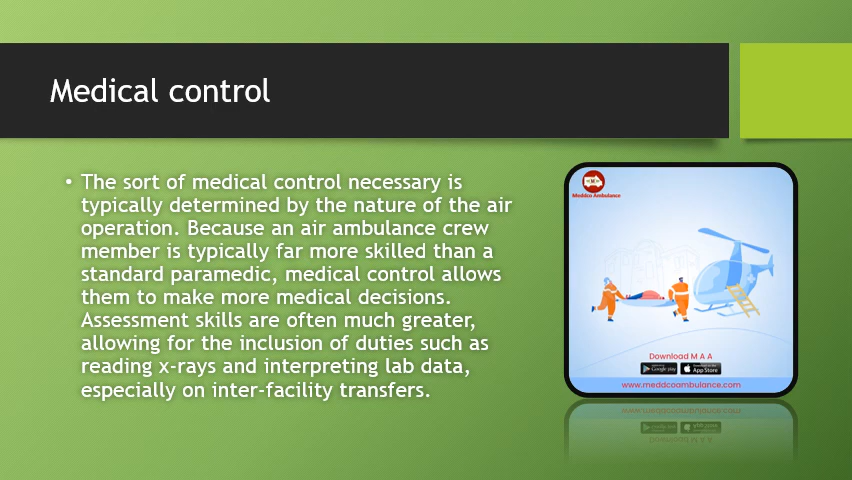 Medical control
• The sort of medical control necessary is
typically determined by the nature of the air
operation. Because an air ambulance crew
member is typically far more skilled than a
standard paramedic, medical control allows
them to make more medical decisions.
Assessment skills are often much greater,
allowing for the inclusion of duties such as
reading x-rays and interpreting lab data,
especially on inter-facility transfers.
Meddco Ambulance
Download M A A
Google play
App Store
www.meddcoambulance.com